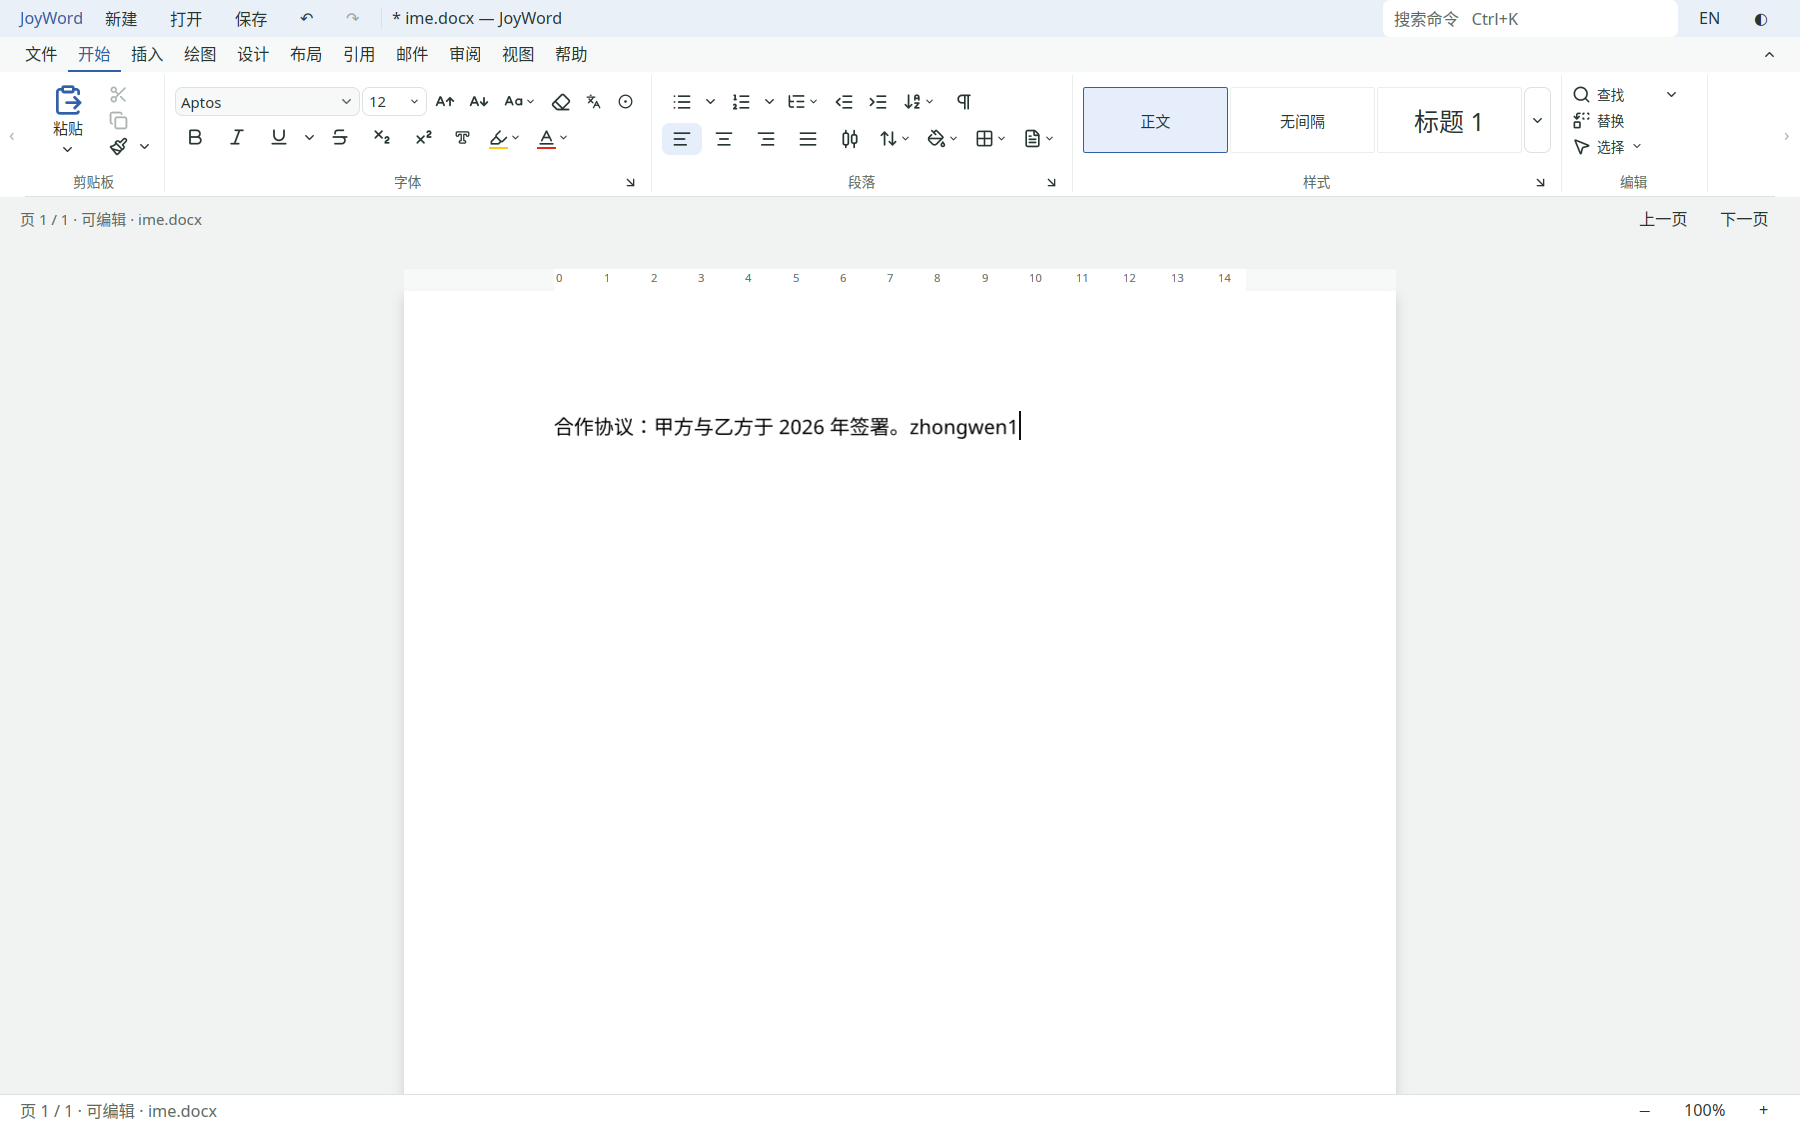 JoyWord 新建 打开 保存 * ime.docx — JoyWord 搜索命令 Ctrl+K EN
文件 开始 插入 绘图 设计 布局 引用 邮件 审阅 视图 帮助
粘贴
剪贴板
Aptos 12
字体
段落
正文 无间隔 标题 1
样式
查找
替换
选择
编辑
页 1 / 1 · 可编辑 · ime.docx 上一页 下一页
0 1 2 3 4 5 6 7 8 9 10 11 12 13 14
合作协议：甲方与乙方于 2026 年签署。zhongwen1
页 1 / 1 · 可编辑 · ime.docx — 100% +